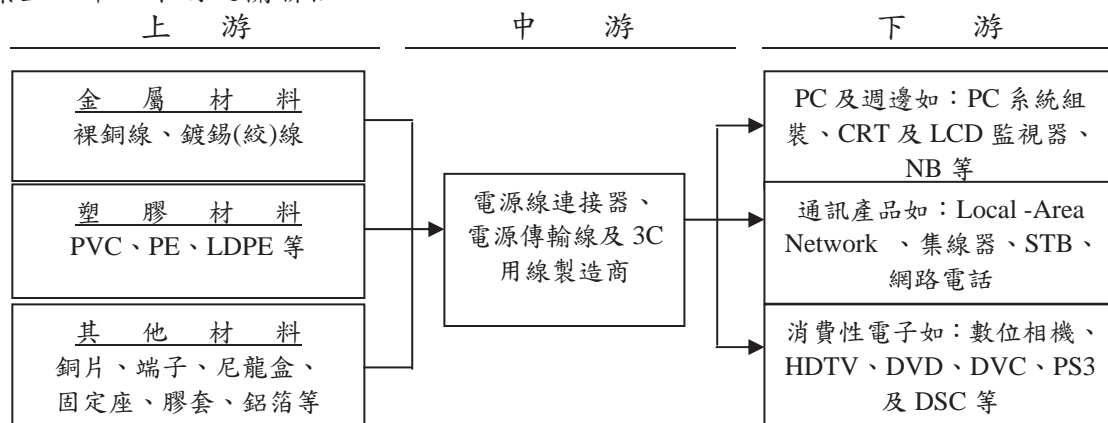 上 游
中 游
下 游
金 屬 材 料
裸銅線、鍍錫(絞)線
塑 膠 材 料
PVC、PE、LDPE 等
其 他 材 料
銅片、端子、尼龍盒、
固定座、膠套、鋁箔等
電源線連接器、
電源傳輸線及 3C
用線製造商
PC 及週邊如：PC 系統組
裝、CRT 及 LCD 監視器、
NB 等
通訊產品如：Local -Area
Network 、集線器、STB、
網路電話
消費性電子如：數位相機、
HDTV、DVD、DVC、PS3
及 DSC 等